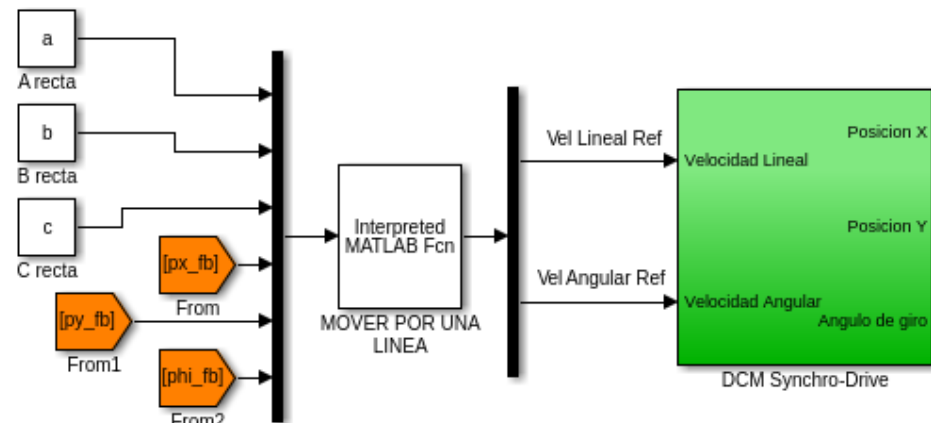 a
A recta
b
B recta
c
C recta
[px_fb]
From
[py_fb]
From1
[phi_fb]
From2
Interpreted
MATLAB Fcn
MOVER POR UNA
LINEA
Vel Lineal Ref
Vel Angular Ref
Posicion X
Velocidad Lineal
Posicion Y
Velocidad Angular
Angulo de giro
DCM Synchro-Drive